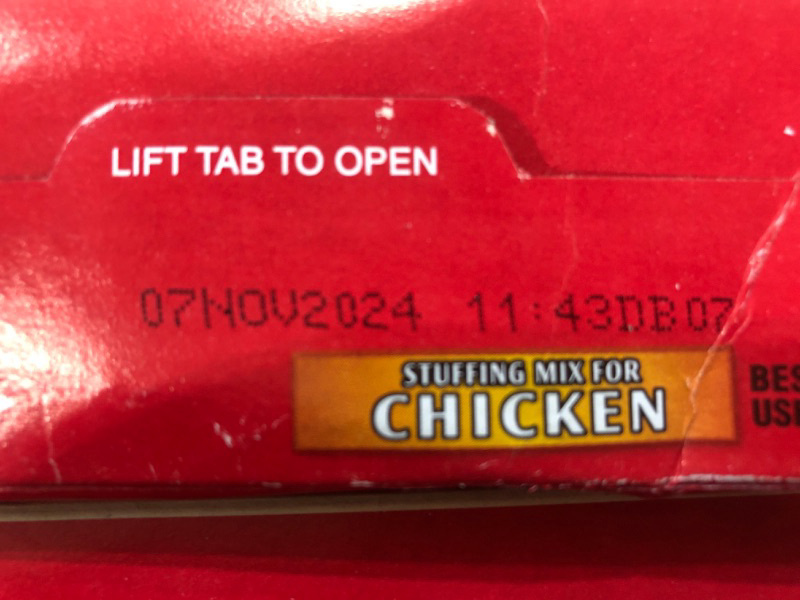 LIFT TAB TO OPEN
07NOV2024 11:43DB07
STUFFING MIX FOR
CHICKEN